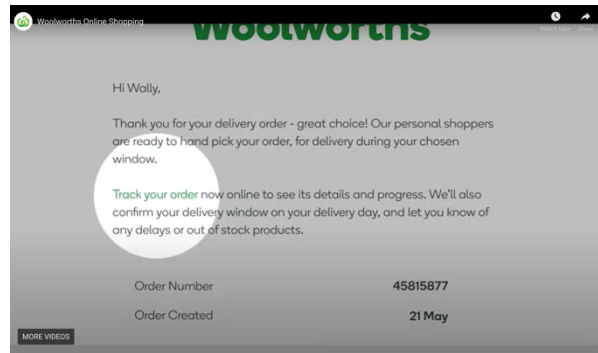 Woolworths Online Shopping
Watch later
Share
Woolworths
Hi Wally,
Thank you for your delivery order - great choice! Our personal shoppers
are ready to hand pick your order, for delivery during your chosen
window.
Track your order now online to see its details and progress. We'll also
confirm your delivery window on your delivery day, and let you know of
any delays or out of stock products.
Order Number 45815877
Order Created 21 May
MORE VIDEOS